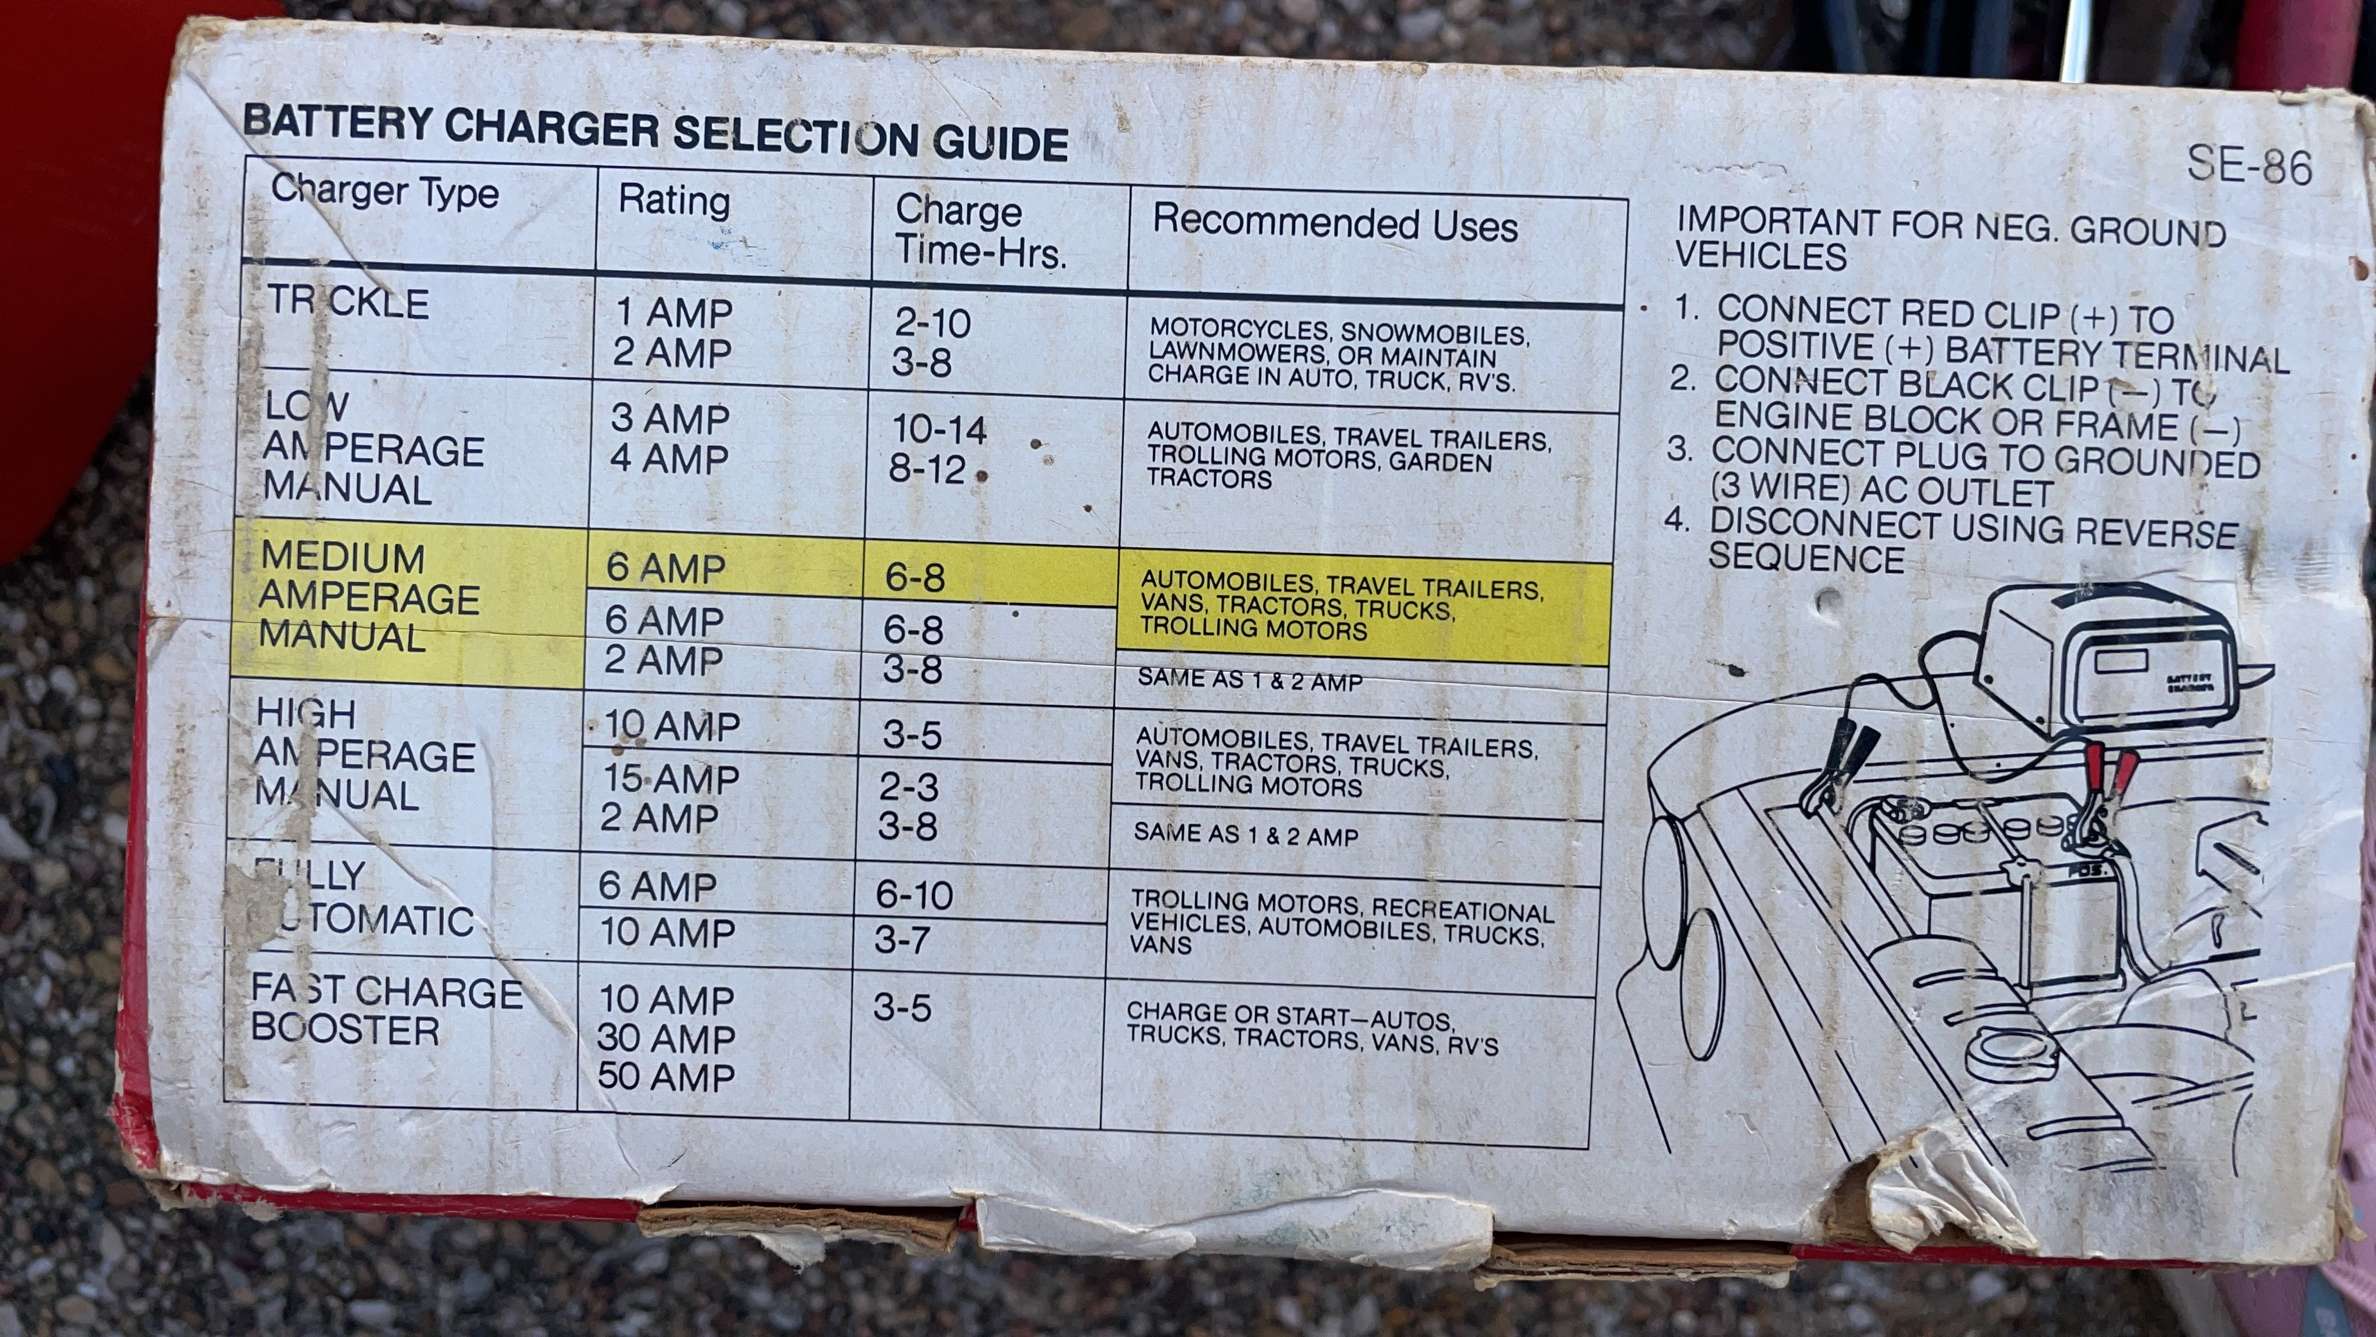 BATTERY CHARGER SELECTION GUIDE
SE-86
Charger Type
Rating
Charge
Time-Hrs.
Recommended Uses
TRICKLE
1 AMP
2 AMP
2-10
3-8
MOTORCYCLES, SNOWMOBILES,
LAWNMOWERS, OR MAINTAIN
CHARGE IN AUTO, TRUCK, RV'S.
LOW
AMPERAGE
MANUAL
3 AMP
4 AMP
10-14
8-12
AUTOMOBILES, TRAVEL TRAILERS,
TROLLING MOTORS, GARDEN
TRACTORS
MEDIUM
AMPERAGE
MANUAL
6 AMP
6-8
AUTOMOBILES, TRAVEL TRAILERS,
VANS, TRACTORS, TRUCKS,
TROLLING MOTORS
6 AMP
2 AMP
6-8
3-8
SAME AS 1 & 2 AMP
HIGH
AMPERAGE
MANUAL
10 AMP
3-5
AUTOMOBILES, TRAVEL TRAILERS,
VANS, TRACTORS, TRUCKS,
TROLLING MOTORS
15 AMP
2 AMP
2-3
3-8
SAME AS 1 & 2 AMP
FULLY
AUTOMATIC
6 AMP
6-10
10 AMP
3-7
TROLLING MOTORS, RECREATIONAL
VEHICLES, AUTOMOBILES, TRUCKS,
VANS
FAST CHARGE
BOOSTER
10 AMP
30 AMP
50 AMP
3-5
CHARGE OR START—AUTOS,
TRUCKS, TRACTORS, VANS, RV'S
IMPORTANT FOR NEG. GROUND
VEHICLES
1. CONNECT RED CLIP (+) TO
POSITIVE (+) BATTERY TERMINAL
2. CONNECT BLACK CLIP (—) TO
ENGINE BLOCK OR FRAME (—)
3. CONNECT PLUG TO GROUNDED
(3 WIRE) AC OUTLET
4. DISCONNECT USING REVERSE
SEQUENCE
BATTERY
CHARGER
POS.